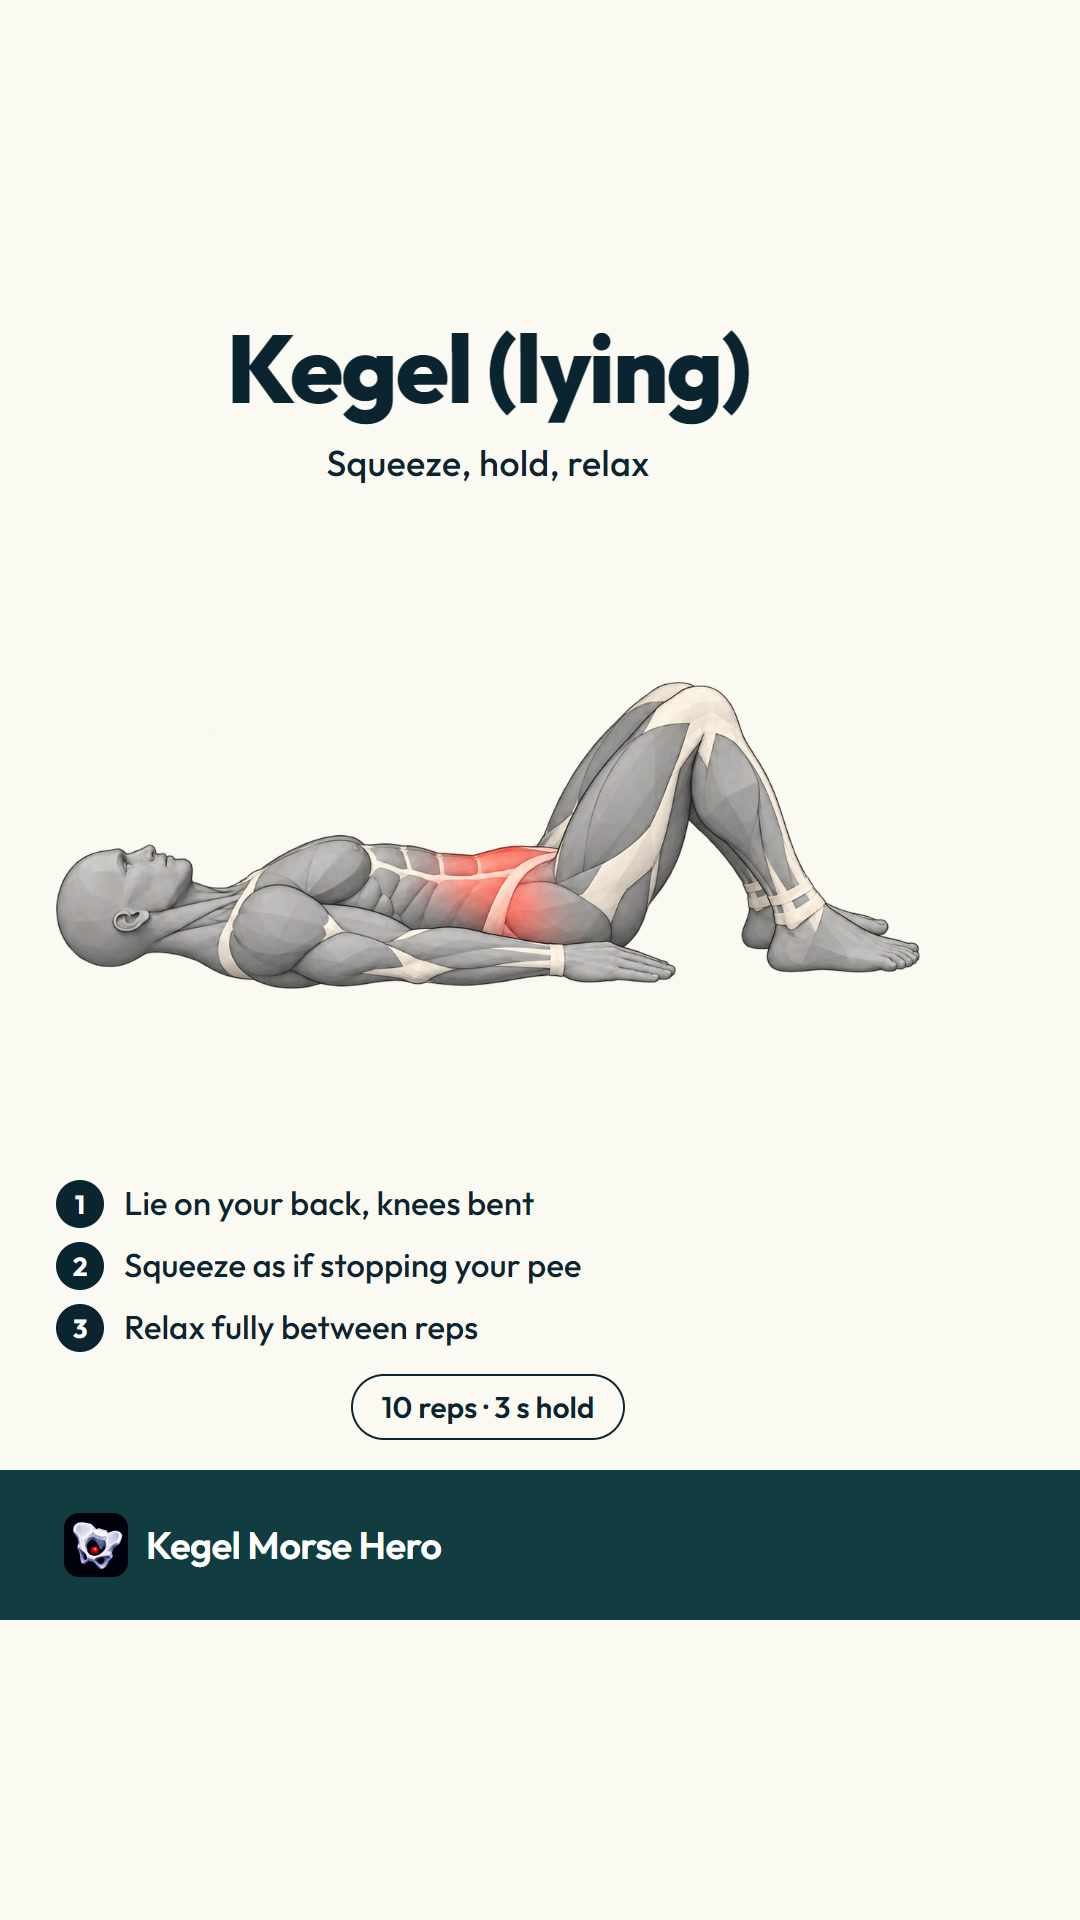 Kegel (lying)
Squeeze, hold, relax
1 Lie on your back, knees bent
2 Squeeze as if stopping your pee
3 Relax fully between reps
10 reps · 3 s hold
Kegel Morse Hero